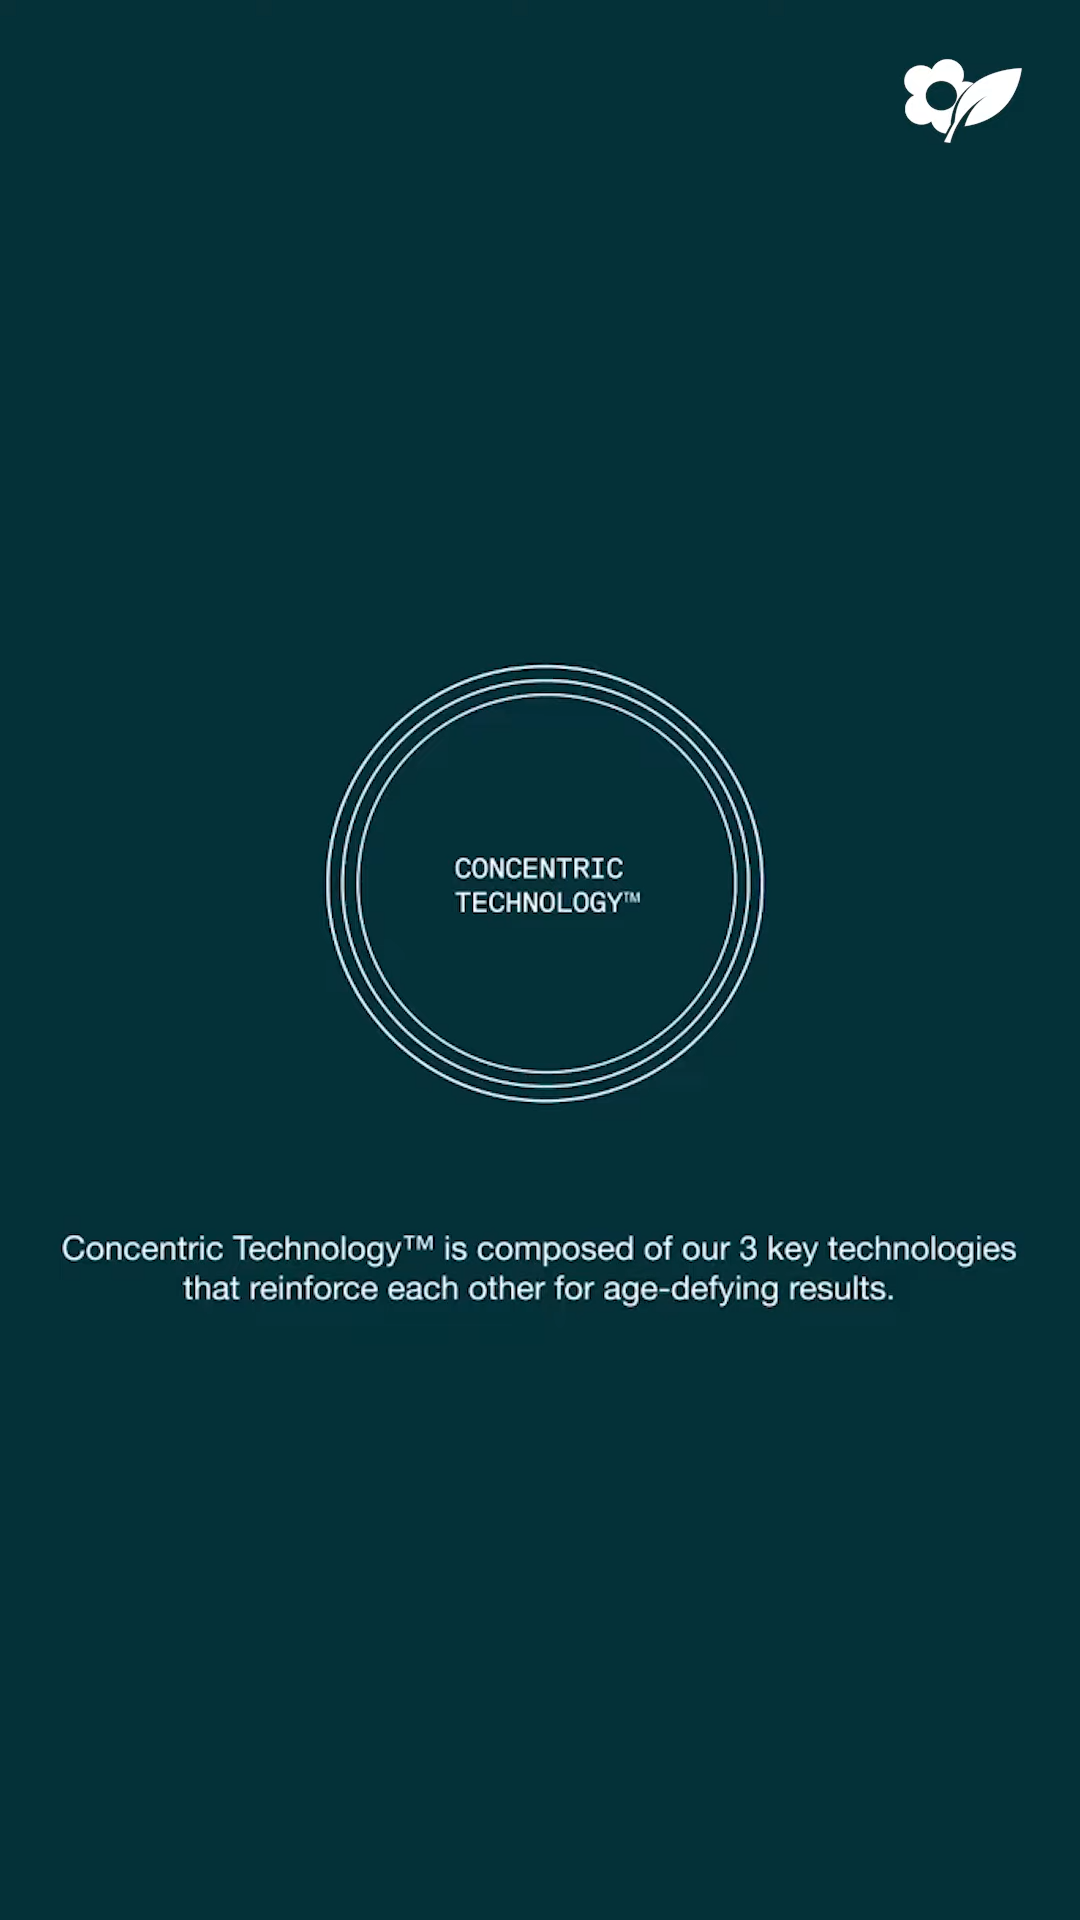 CONCENTRIC
TECHNOLOGY™
Concentric Technology™ is composed of our 3 key technologies
that reinforce each other for age-defying results.